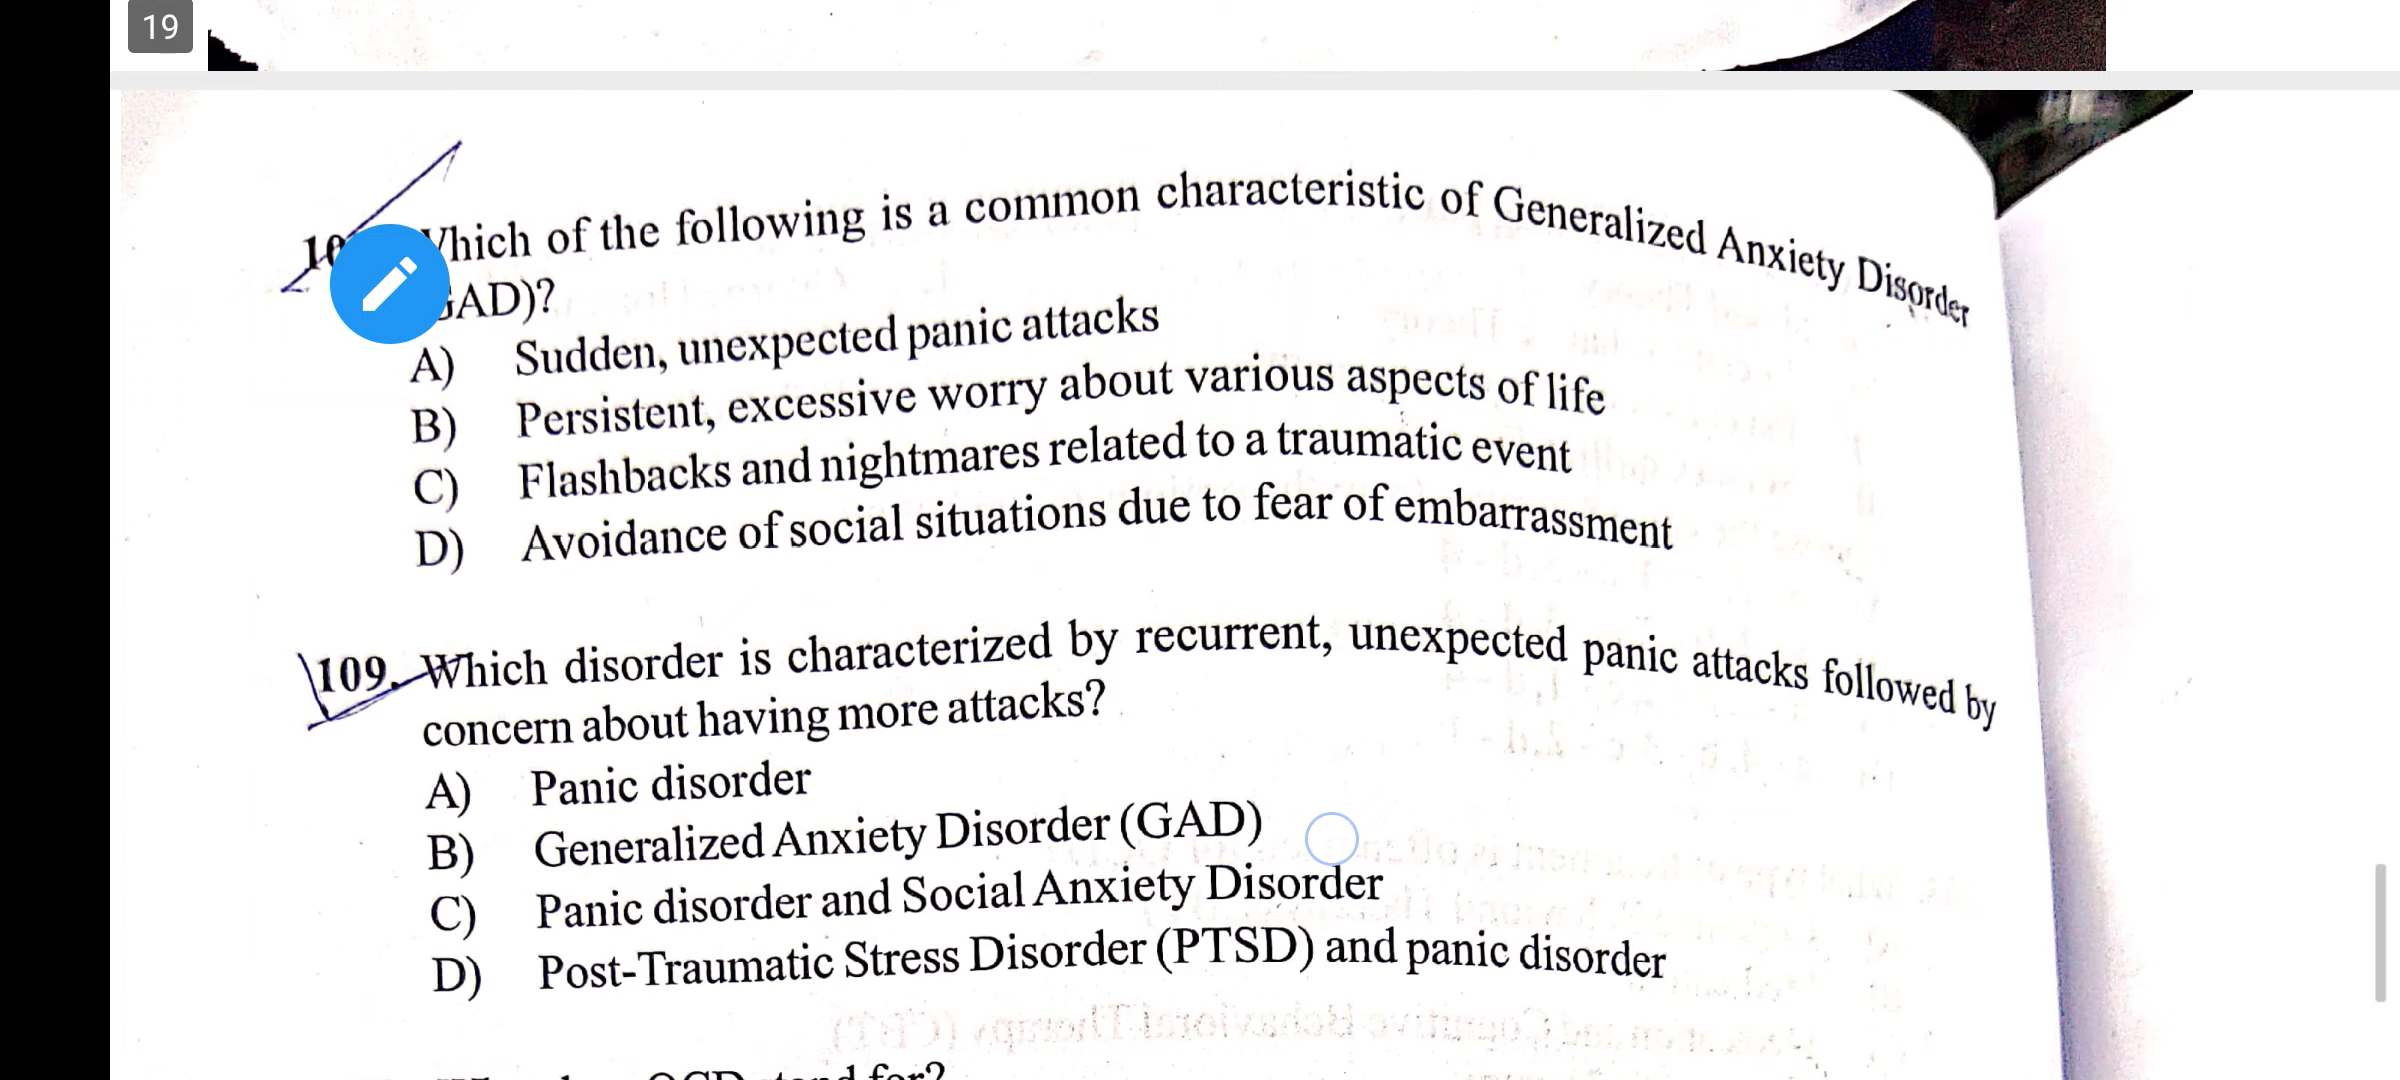 19
Which of the following is a common characteristic of Generalized Anxiety Disorder
GAD)?
A) Sudden, unexpected panic attacks
B) Persistent, excessive worry about various aspects of life
C) Flashbacks and nightmares related to a traumatic event
D) Avoidance of social situations due to fear of embarrassment
109. Which disorder is characterized by recurrent, unexpected panic attacks followed by
concern about having more attacks?
A) Panic disorder
B) Generalized Anxiety Disorder (GAD)
C) Panic disorder and Social Anxiety Disorder
D) Post-Traumatic Stress Disorder (PTSD) and panic disorder
OCD stand for?